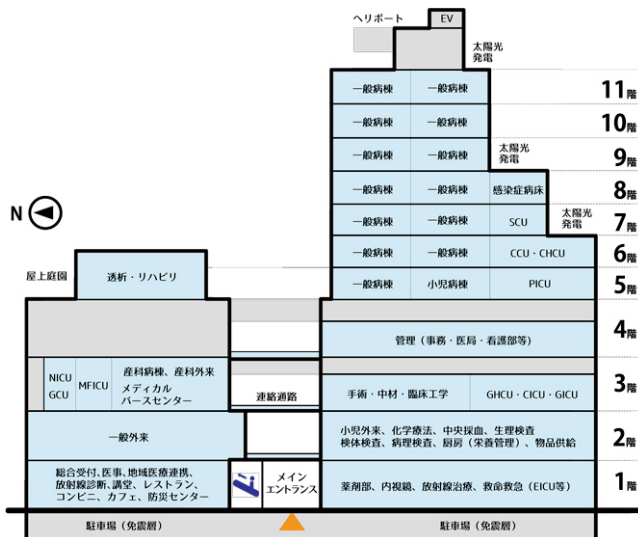 ヘリポート
EV
太陽光
発電
一般病棟 一般病棟 11階
一般病棟 一般病棟 10階
一般病棟 一般病棟 太陽光
発電 9階
一般病棟 一般病棟 感染症病床 8階
一般病棟 一般病棟 SCU 太陽光
発電 7階
N
一般病棟 一般病棟 CCU・CHCU 6階
屋上庭園 透析・リハビリ 一般病棟 小児病棟 PICU 5階
管理（事務・医局・看護部等） 4階
NICU
GCU
MFICU
産科病棟、産科外来
メディカル
バースセンター
連絡通路
手術・中材・臨床工学 GHCU・CICU・GICU 3階
一般外来
小児外来、化学療法、中央採血、生理検査
検体検査、病理検査、厨房（栄養管理）、物品供給
2階
総合受付、医事、地域医療連携、
放射線診断、講堂、レストラン、
コンビニ、カフェ、防災センター
メイン
エントランス
薬剤部、内視鏡、放射線治療、救命救急（EICU等） 1階
駐車場（免震層） 駐車場（免震層）